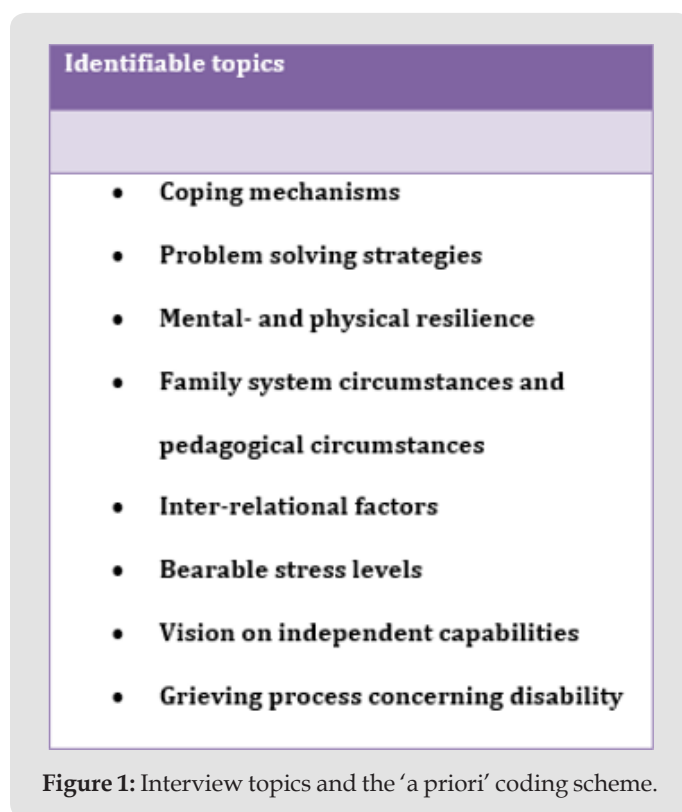 Identifiable topics
• Coping mechanisms
• Problem solving strategies
• Mental- and physical resilience
• Family system circumstances and
pedagogical circumstances
• Inter-relational factors
• Bearable stress levels
• Vision on independent capabilities
• Grieving process concerning disability
Figure 1: Interview topics and the ‘a priori’ coding scheme.